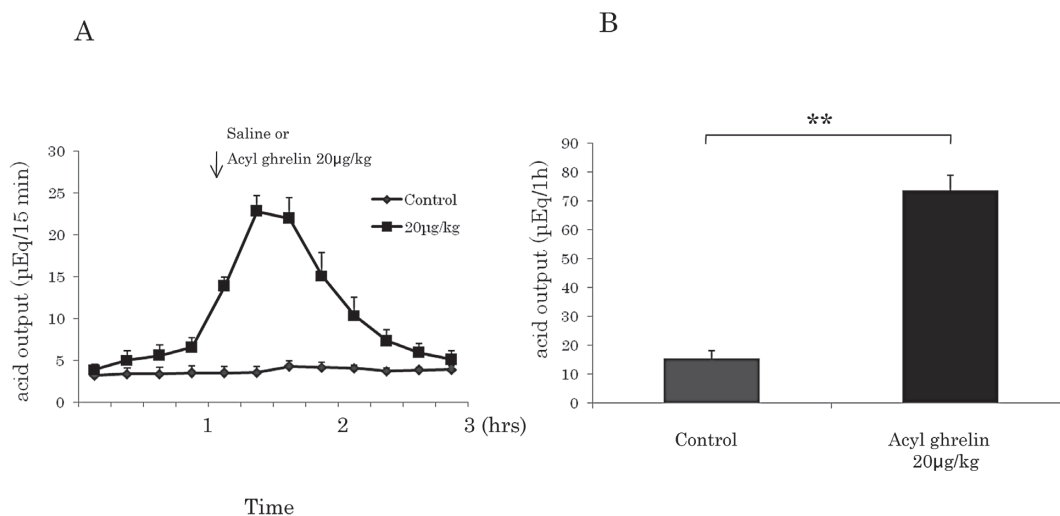 A
B
Saline or
Acyl ghrelin 20μg/kg
30
25
20
15
10
5
0
acid output (μEq/15 min)
Control
20μg/kg
1
2
3 (hrs)
Time
**
90
80
70
60
50
40
30
20
10
0
acid output (μEq/1h)
Control
Acyl ghrelin
20μg/kg